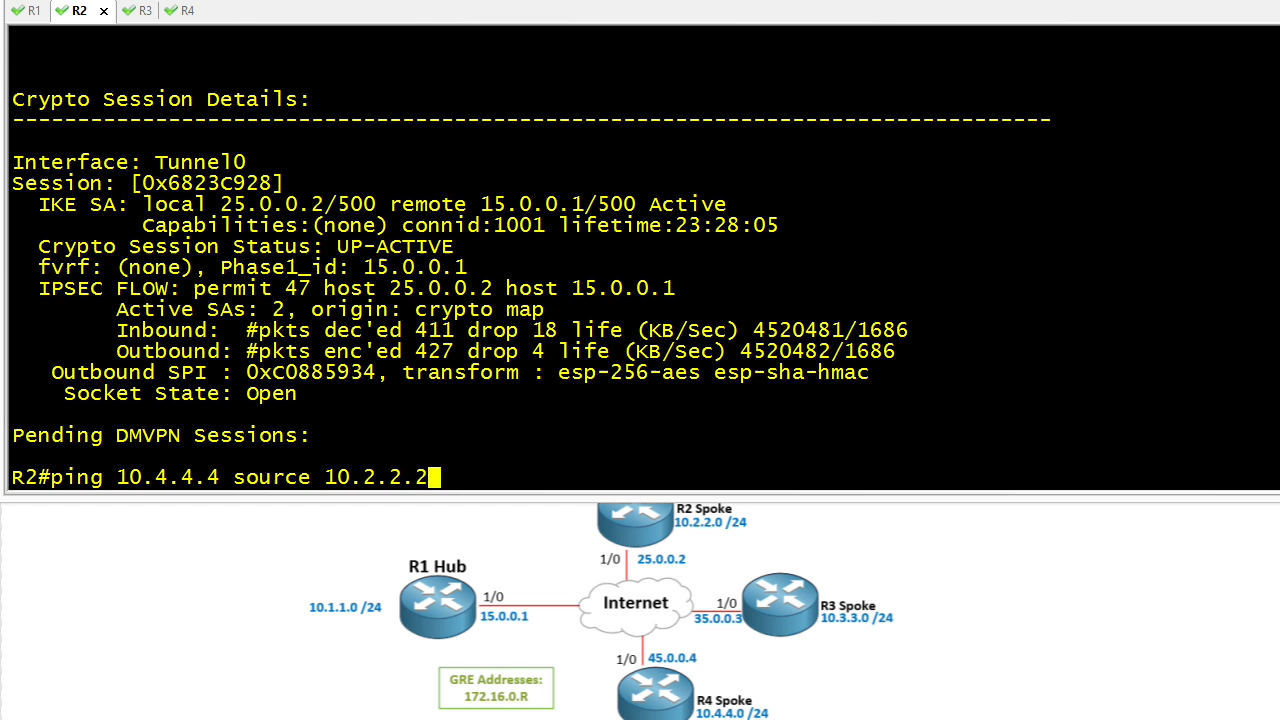 R1 R2 × R3 R4
Crypto Session Details:
--------------------------------------------------------------------------------
Interface: Tunnel0
Session: [0x6823C928]
IKE SA: local 25.0.0.2/500 remote 15.0.0.1/500 Active
Capabilities:(none) connid:1001 lifetime:23:28:05
Crypto Session Status: UP-ACTIVE
fvrf: (none), Phase1_id: 15.0.0.1
IPSEC FLOW: permit 47 host 25.0.0.2 host 15.0.0.1
Active SAs: 2, origin: crypto map
Inbound: #pkts dec'ed 411 drop 18 life (KB/Sec) 4520481/1686
Outbound: #pkts enc'ed 427 drop 4 life (KB/Sec) 4520482/1686
Outbound SPI : 0xC0885934, transform : esp-256-aes esp-sha-hmac
Socket State: Open
Pending DMVPN Sessions:
R2#ping 10.4.4.4 source 10.2.2.2
R2 Spoke
10.2.2.0 /24
1/0 25.0.0.2
R1 Hub
10.1.1.0 /24
1/0
15.0.0.1
Internet
1/0
35.0.0.3
R3 Spoke
10.3.3.0 /24
1/0 45.0.0.4
GRE Addresses:
172.16.0.R
R4 Spoke
10.4.4.0 /24